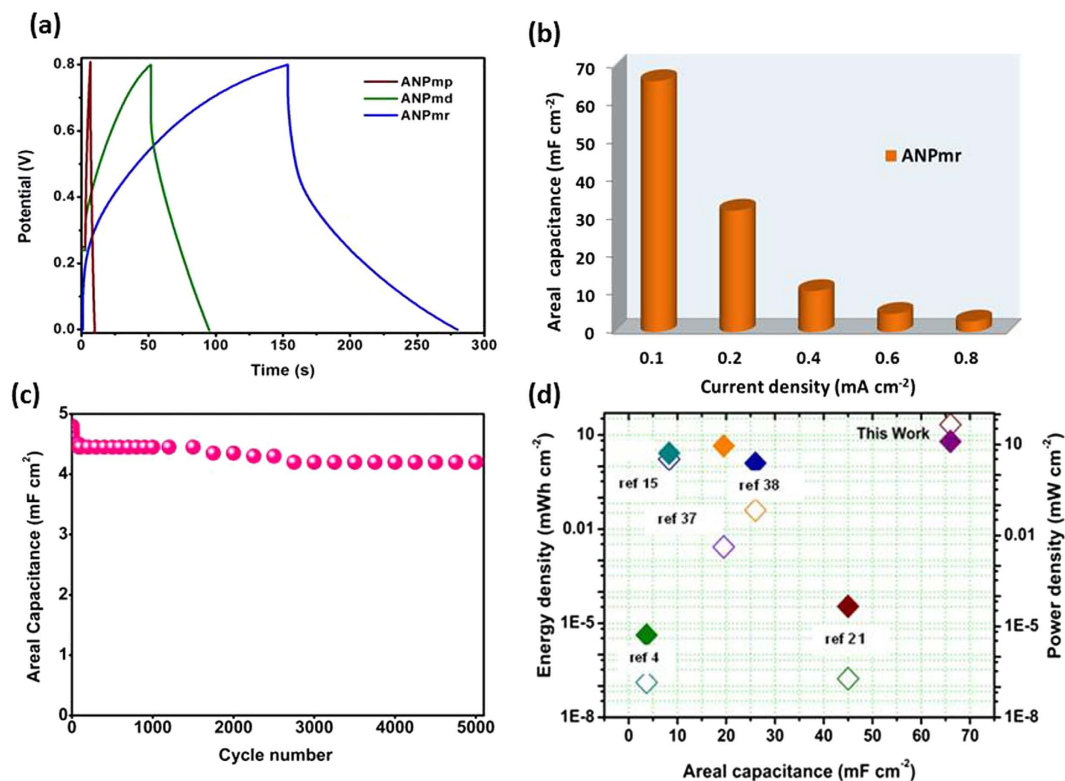 (a)
0.8
0.6
0.4
0.2
0.0
0
50
100
150
200
250
300
Potential (V)
Time (s)
ANPmp
ANPmd
ANPmr
(b)
70
60
50
40
30
20
10
0
Areal capacitance (mF cm-2)
ANPmr
0.1
0.2
0.4
0.6
0.8
Current density (mA cm-2)
(c)
5
4
3
2
1
0
0
1000
2000
3000
4000
5000
Areal Capacitance (mF cm2)
Cycle number
(d)
10
0.01
1E-5
1E-8
Energy density (mWh cm-2)
This Work
ref 15
ref 38
ref 37
ref 21
ref 4
10
0.01
1E-5
1E-8
Power density (mW cm-2)
0
10
20
30
40
50
60
70
Areal capacitance (mF cm-2)